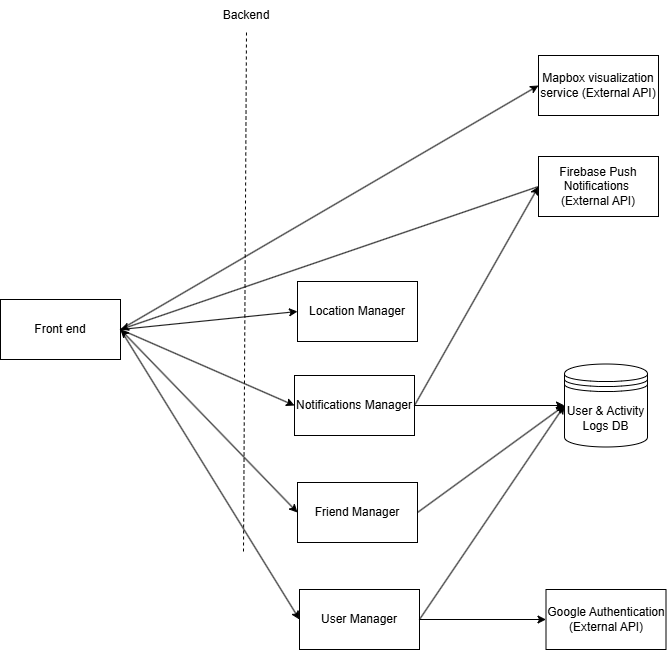 Backend
Mapbox visualization
service (External API)
Firebase Push
Notifications
(External API)
Location Manager
Front end
Notifications Manager
User & Activity
Logs DB
Friend Manager
User Manager
Google Authentication
(External API)